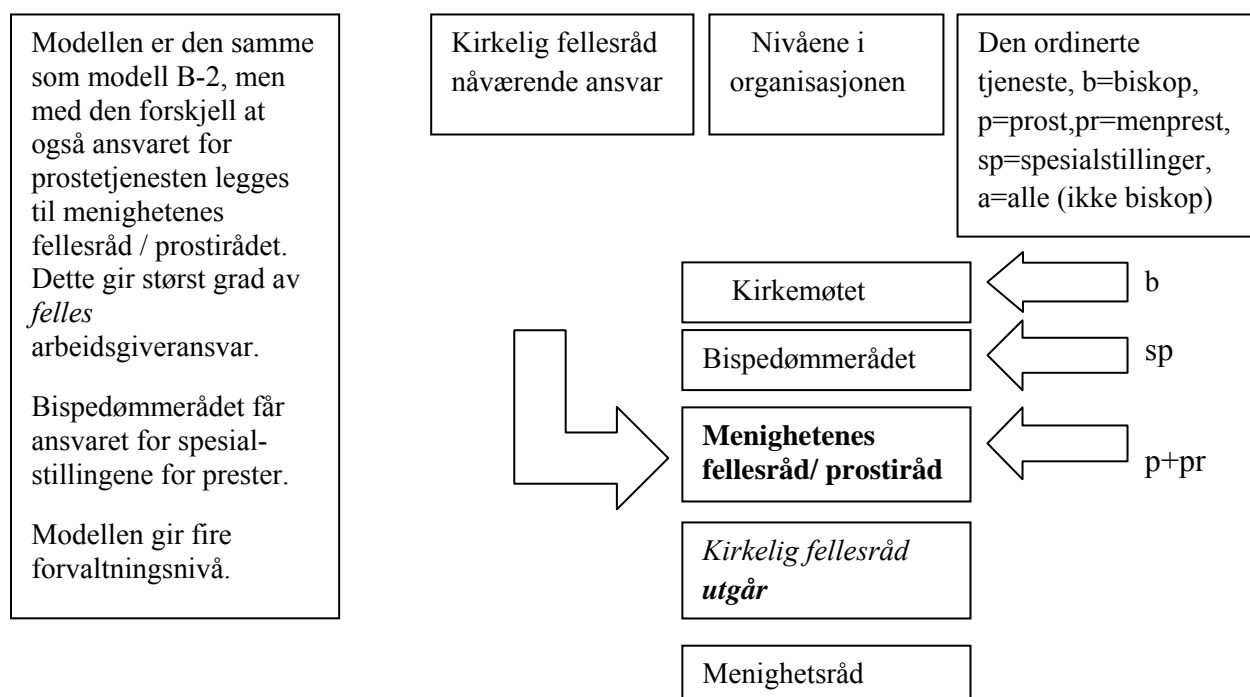 Modellen er den samme
som modell B-2, men
med den forskjell at
også ansvaret for
prostetjenesten legges
til menighetenes
fellesråd / prostirådet.
Dette gir størst grad av
felles
arbeidsgiveransvar.
Bispedømmerådet får
ansvaret for spesial-
stillingene for prester.
Modellen gir fire
forvaltningsnivå.
Kirkelig fellesråd
nåværende ansvar
Nivåene i
organisasjonen
Den ordinerte
tjeneste, b=biskop,
p=prost,pr=menprest,
sp=spesialstillinger,
a=alle (ikke biskop)
Kirkemøtet
b
Bispedømmerådet
sp
Menighetenes
fellesråd/ prostiråd
p+pr
Kirkelig fellesråd
utgår
Menighetsråd